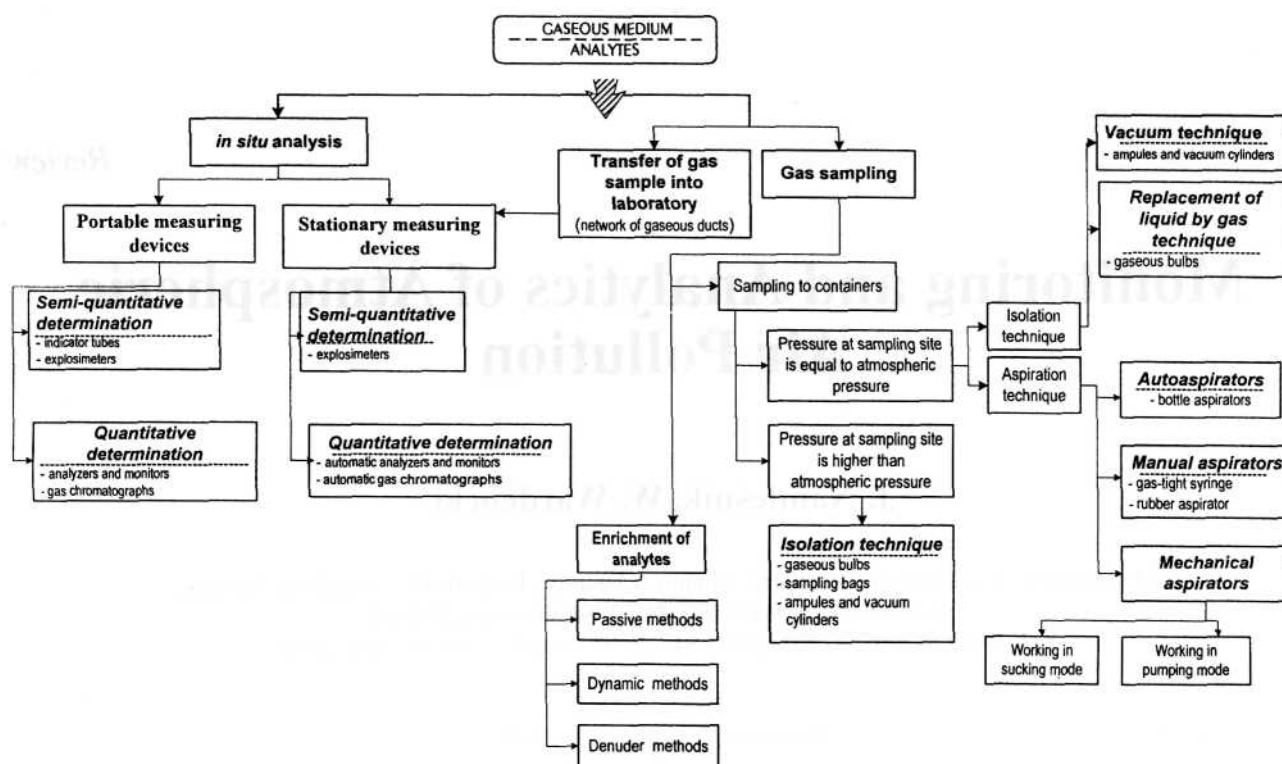 GASEOUS MEDIUM
ANALYTES
in situ analysis
Transfer of gas
sample into
laboratory
(network of gaseous ducts)
Gas sampling
Portable measuring
devices
Stationary measuring
devices
Semi-quantitative
determination
- indicator tubes
- explosimeters
Quantitative
determination
- analyzers and monitors
- gas chromatographs
Semi-quantitative
determination
- explosimeters
Quantitative determination
- automatic analyzers and monitors
- automatic gas chromatographs
Sampling to containers
Pressure at sampling site
is equal to atmospheric
pressure
Pressure at sampling site
is higher than
atmospheric pressure
Isolation technique
- gaseous bulbs
- sampling bags
- ampules and vacuum
cylinders
Enrichment of
analytes
Passive methods
Dynamic methods
Denuder methods
Isolation
technique
Aspiration
technique
Vacuum technique
- ampules and vacuum cylinders
Replacement of
liquid by gas
technique
- gaseous bulbs
Autoaspirators
- bottle aspirators
Manual aspirators
- gas-tight syringe
- rubber aspirator
Mechanical
aspirators
Working in
sucking mode
Working in
pumping mode